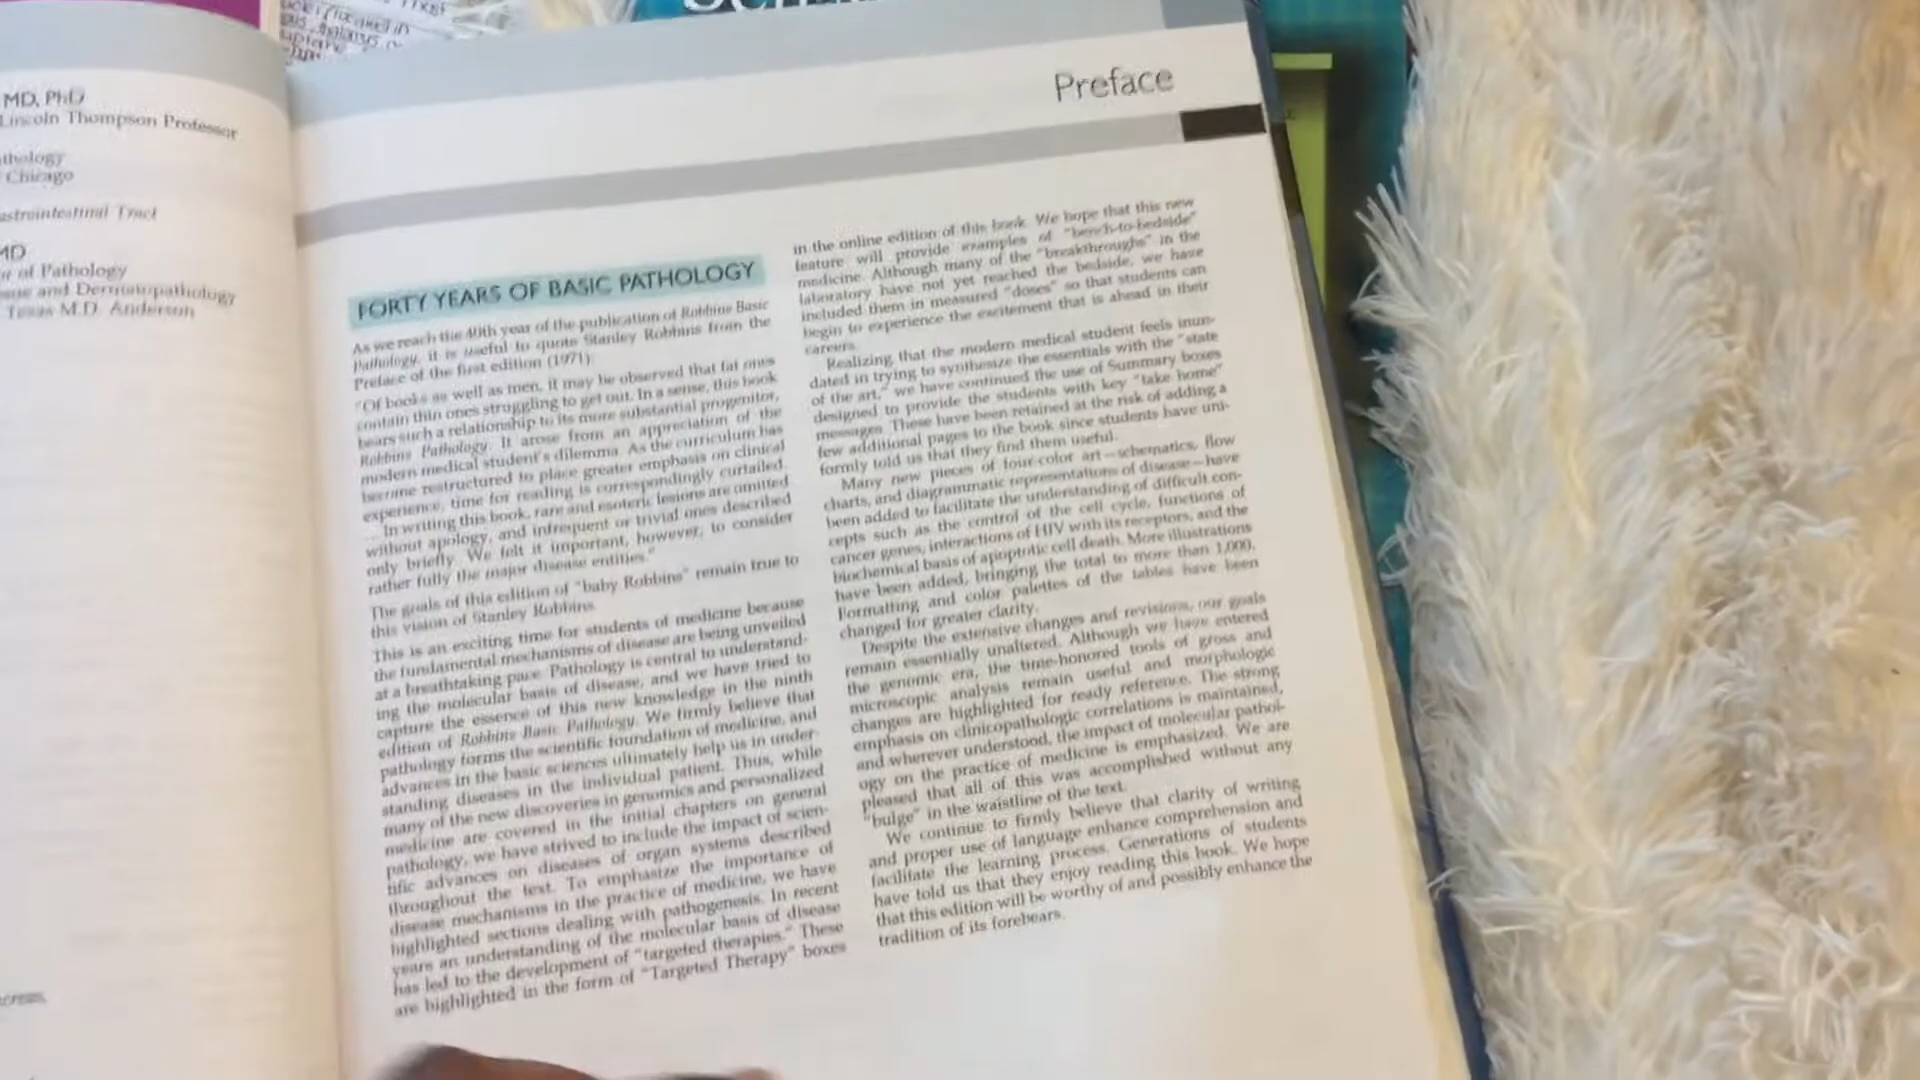 MD, PhD
Lincoln Thompson Professor
Chicago
MD
of Pathology
and Dermatopathology
Texas M.D. Anderson
Preface
FORTY YEARS OF BASIC PATHOLOGY
As we reach the 40th year of the publication of Robbins Basic
Pathology, it is useful to quote Stanley Robbins from the
Preface of the first edition (1971):
"Of books as well as men, it may be observed that fat ones
contain thin ones struggling to get out. In a sense, this book
bears such a relationship to its more substantial progenitor,
Robbins Pathology. It arose from an appreciation of the
modern medical student's dilemma. As the curriculum has
become restructured to place greater emphasis on clinical
experience, time for reading is correspondingly curtailed.
In writing this book, rare and esoteric lesions are omitted
without apology, and infrequent or trivial ones described
only briefly. We felt it important, however, to consider
rather fully the major disease entities."
The goals of this edition of "baby Robbins" remain true to
this vision of Stanley Robbins.
This is an exciting time for students of medicine because
the fundamental mechanisms of disease are being unveiled
at a breathtaking pace. Pathology is central to understand-
ing the molecular basis of disease, and we have tried to
capture the essence of this new knowledge in the ninth
edition of Robbins Basic Pathology. We firmly believe that
pathology forms the scientific foundation of medicine, and
advances in the basic sciences ultimately help us in under-
standing diseases in the individual patient. Thus, while
many of the new discoveries in genomics and personalized
medicine are covered in the initial chapters on general
pathology, we have strived to include the impact of scien-
tific advances on diseases of organ systems described
throughout the text. To emphasize the importance of
disease mechanisms in the practice of medicine, we have
highlighted sections dealing with pathogenesis. In recent
years an understanding of the molecular basis of disease
has led to the development of "targeted therapies." These
are highlighted in the form of "Targeted Therapy" boxes
in the online edition of this book. We hope that this new
feature will provide examples of "bench-to-bedside"
medicine. Although many of the "breakthroughs" in the
laboratory have not yet reached the bedside, we have
included them in measured "doses" so that students can
begin to experience the excitement that is ahead in their
careers.
Realizing that the modern medical student feels inun-
dated in trying to synthesize the essentials with the "state
of the art," we have continued the use of Summary boxes
designed to provide the students with key "take home"
messages. These have been retained at the risk of adding a
few additional pages to the book since students have uni-
formly told us that they find them useful.
Many new pieces of four-color art—schematics, flow
charts, and diagrammatic representations of disease—have
been added to facilitate the understanding of difficult con-
cepts such as the control of the cell cycle, functions of
cancer genes, interactions of HIV with its receptors, and the
biochemical basis of apoptotic cell death. More illustrations
have been added, bringing the total to more than 1,000.
Formatting and color palettes of the tables have been
changed for greater clarity.
Despite the extensive changes and revisions, our goals
remain essentially unaltered. Although we have entered
the genomic era, the time-honored tools of gross and
microscopic analysis remain useful and morphologic
changes are highlighted for ready reference. The strong
emphasis on clinicopathologic correlations is maintained,
and wherever understood, the impact of molecular pathol-
ogy on the practice of medicine is emphasized. We are
pleased that all of this was accomplished without any
"bulge" in the waistline of the text.
We continue to firmly believe that clarity of writing
and proper use of language enhance comprehension and
facilitate the learning process. Generations of students
have told us that they enjoy reading this book. We hope
that this edition will be worthy of and possibly enhance the
tradition of its forebears.